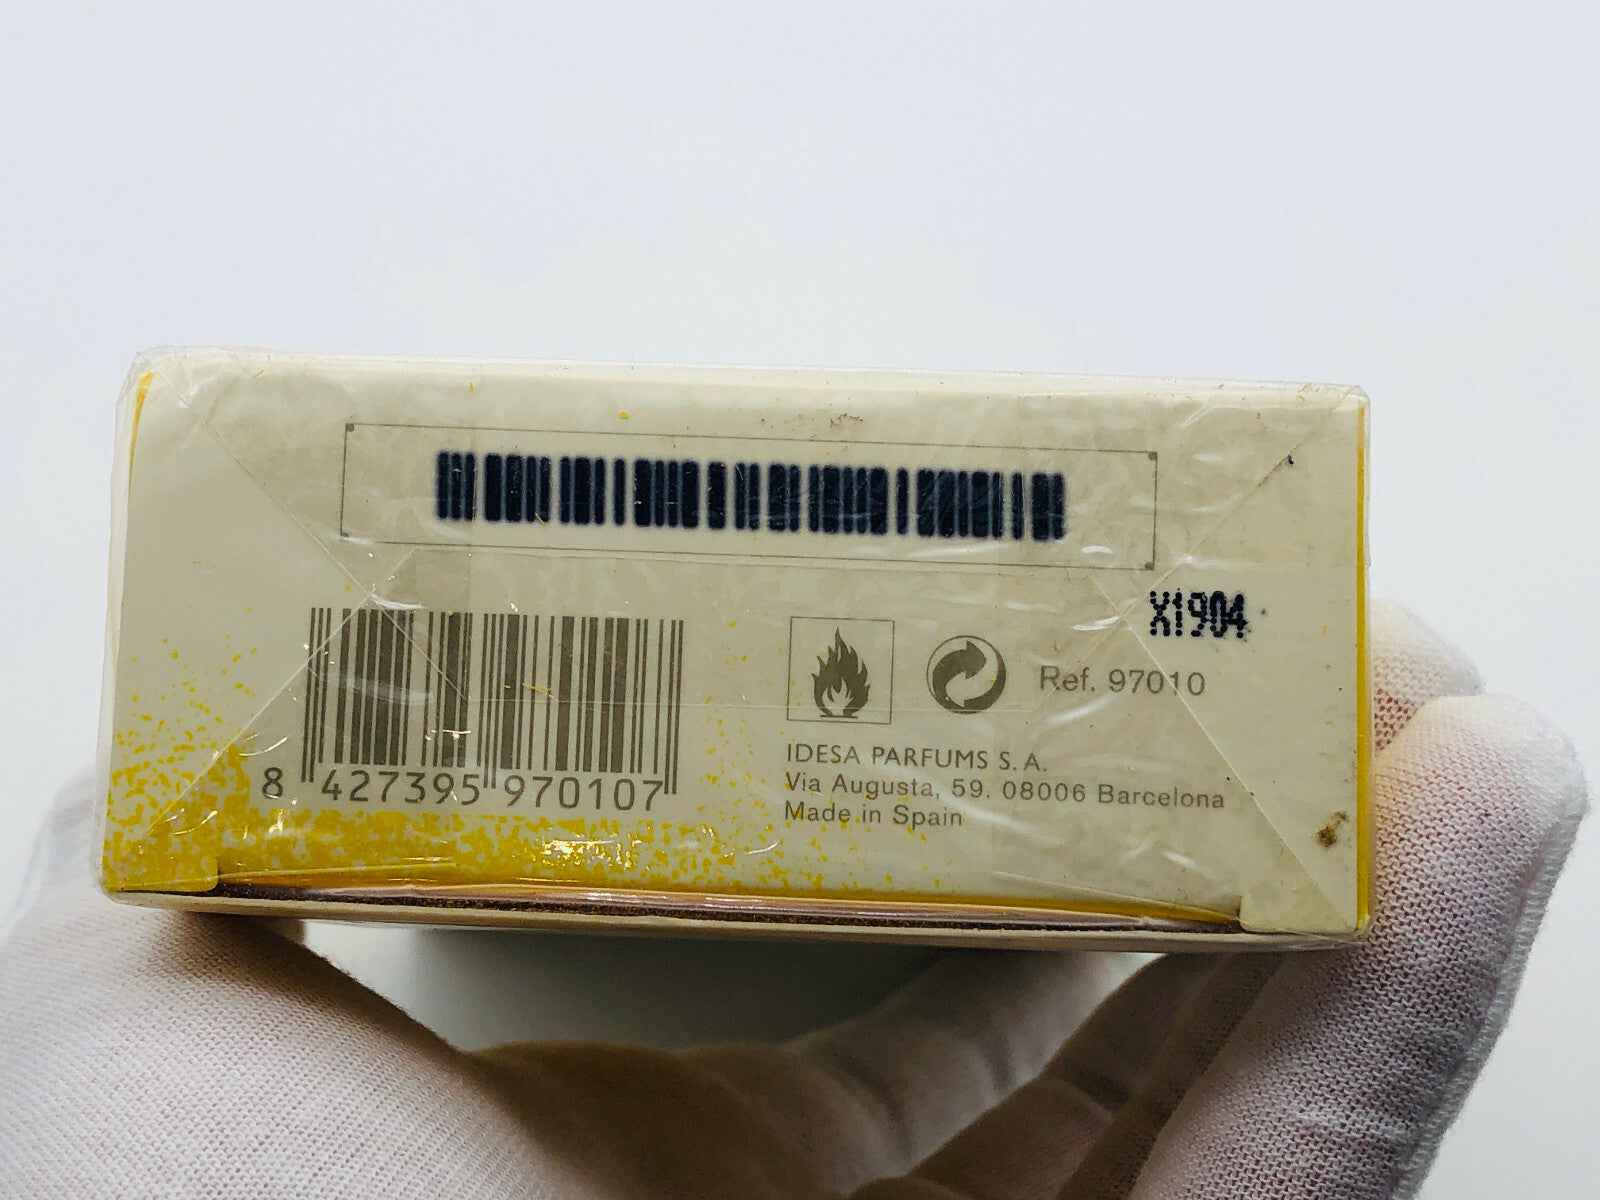 X1904
Ref. 97010
8 427395 970107
IDESA PARFUMS S.A.
Via Augusta, 59. 08006 Barcelona
Made in Spain